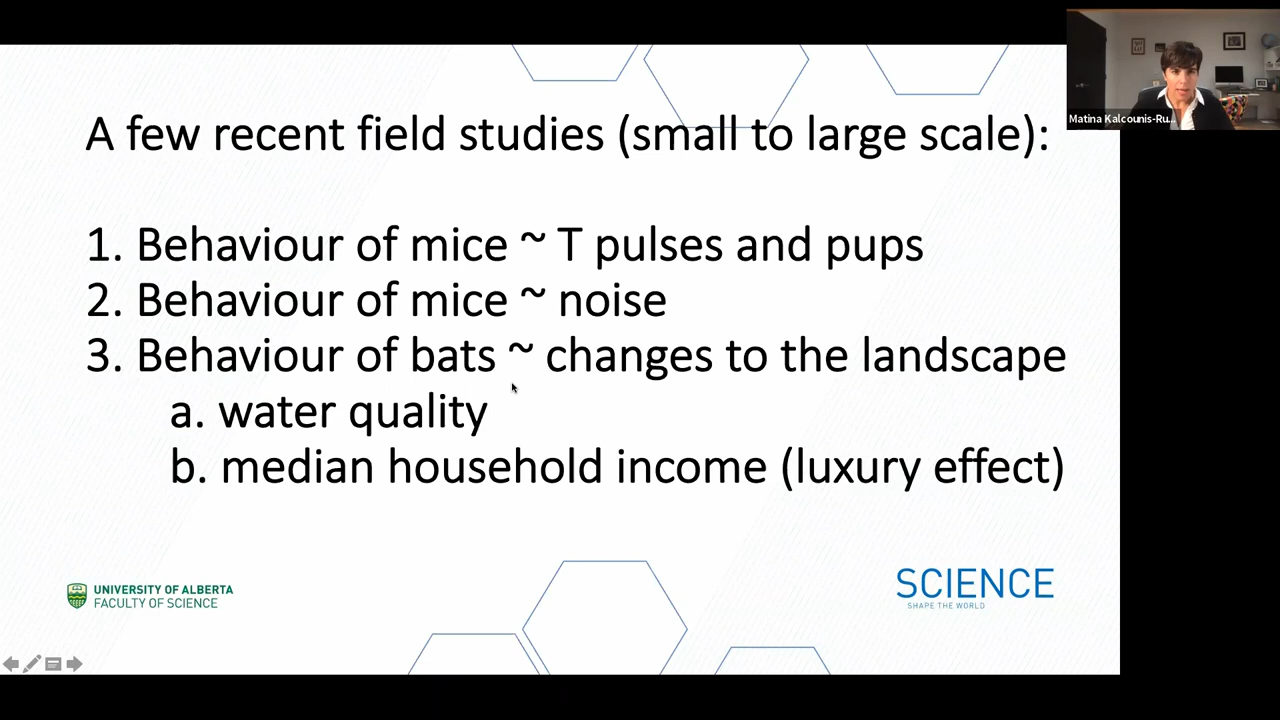 A few recent field studies (small to large scale):
1. Behaviour of mice ~ T pulses and pups
2. Behaviour of mice ~ noise
3. Behaviour of bats ~ changes to the landscape
a. water quality
b. median household income (luxury effect)
UNIVERSITY OF ALBERTA
FACULTY OF SCIENCE
SCIENCE
SHAPE THE WORLD
Matina Kalcounis-Ru...